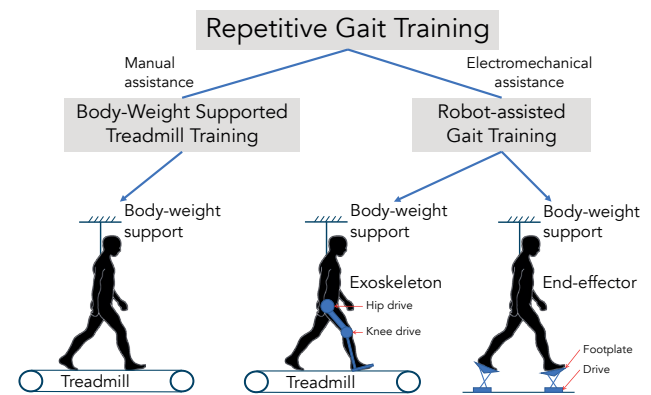 Repetitive Gait Training
Manual
assistance
Electromechanical
assistance
Body-Weight Supported
Treadmill Training
Robot-assisted
Gait Training
Body-weight
support
Treadmill
Body-weight
support
Exoskeleton
Hip drive
Knee drive
Treadmill
Body-weight
support
End-effector
Footplate
Drive